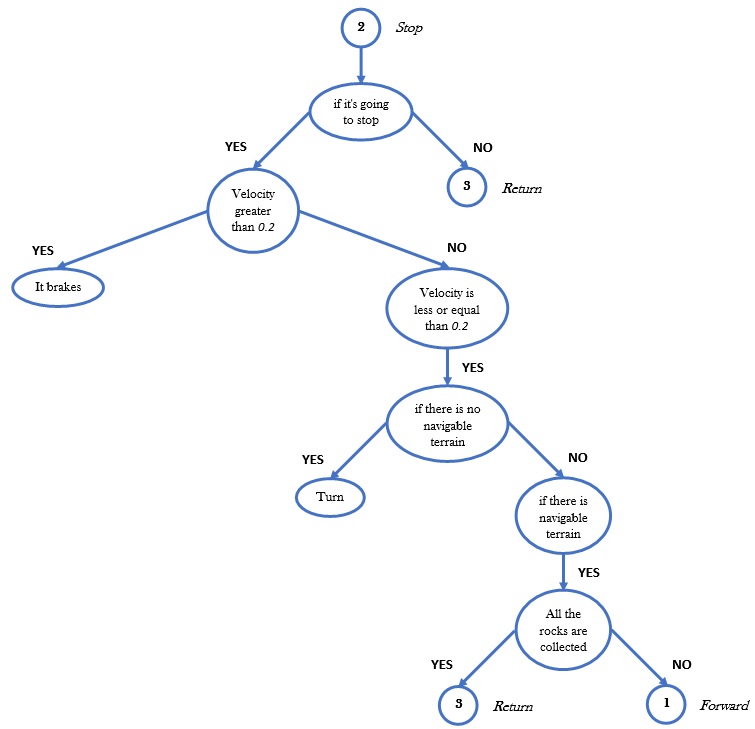 2 Stop
if it's going
to stop
YES
NO
3 Return
Velocity
greater
than 0.2
YES
NO
It brakes
Velocity is
less or equal
than 0.2
YES
if there is no
navigable
terrain
YES
NO
Turn
if there is
navigable
terrain
YES
All the
rocks are
collected
YES
NO
3 Return
1 Forward